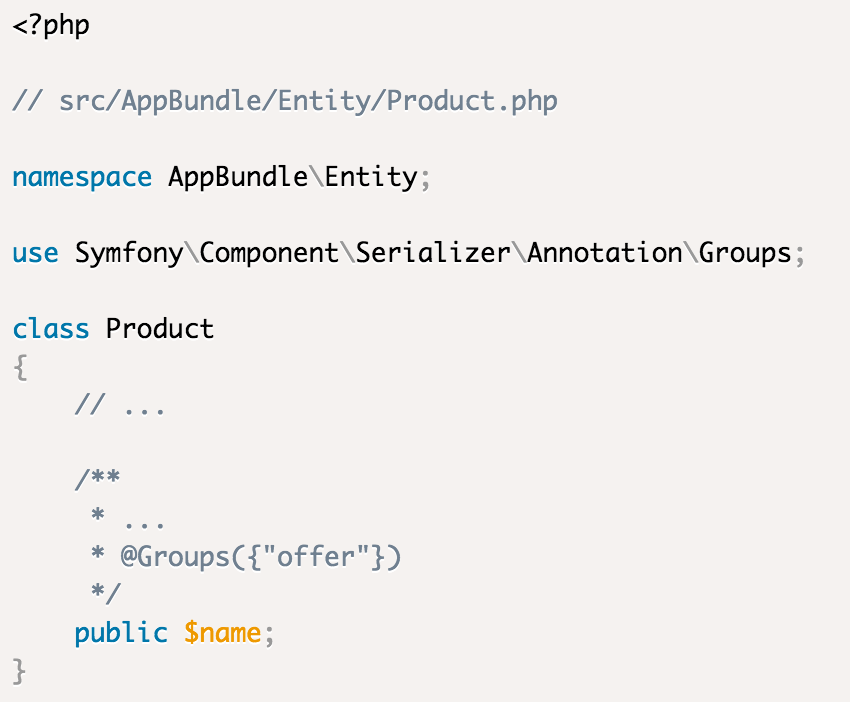 <?php
// src/AppBundle/Entity/Product.php
namespace AppBundle\Entity;
use Symfony\Component\Serializer\Annotation\Groups;
class Product
{
    // ...
    /**
     * ...
     * @Groups({"offer"})
     */
    public $name;
}